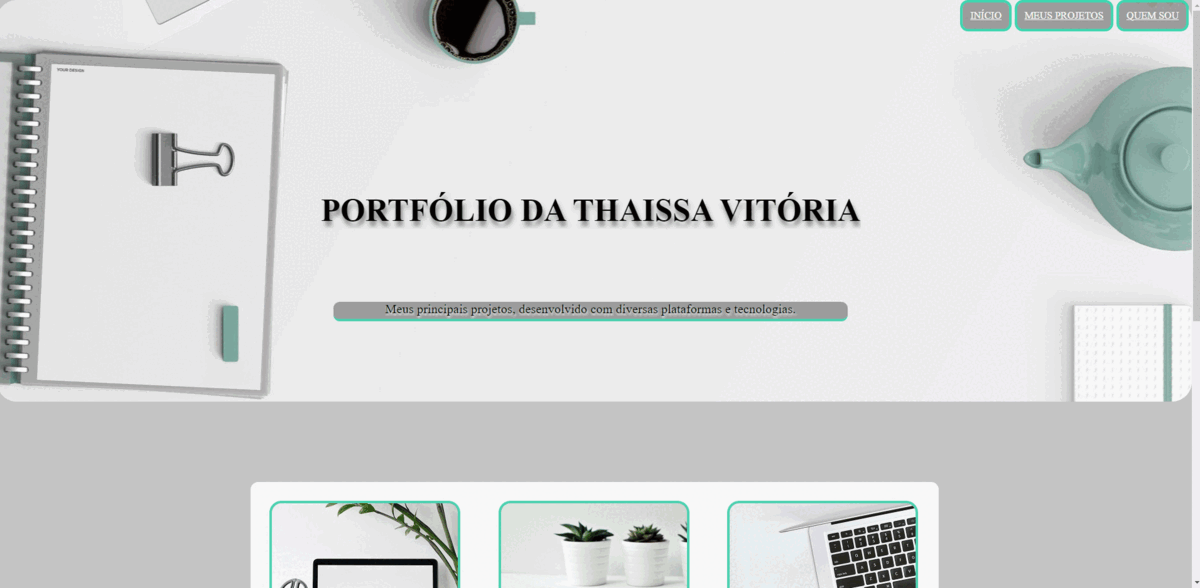 INÍCIO MEUS PROJETOS QUEM SOU
YOUR DESIGN
PORTFÓLIO DA THAISSA VITÓRIA
Meus principais projetos, desenvolvido com diversas plataformas e tecnologias.